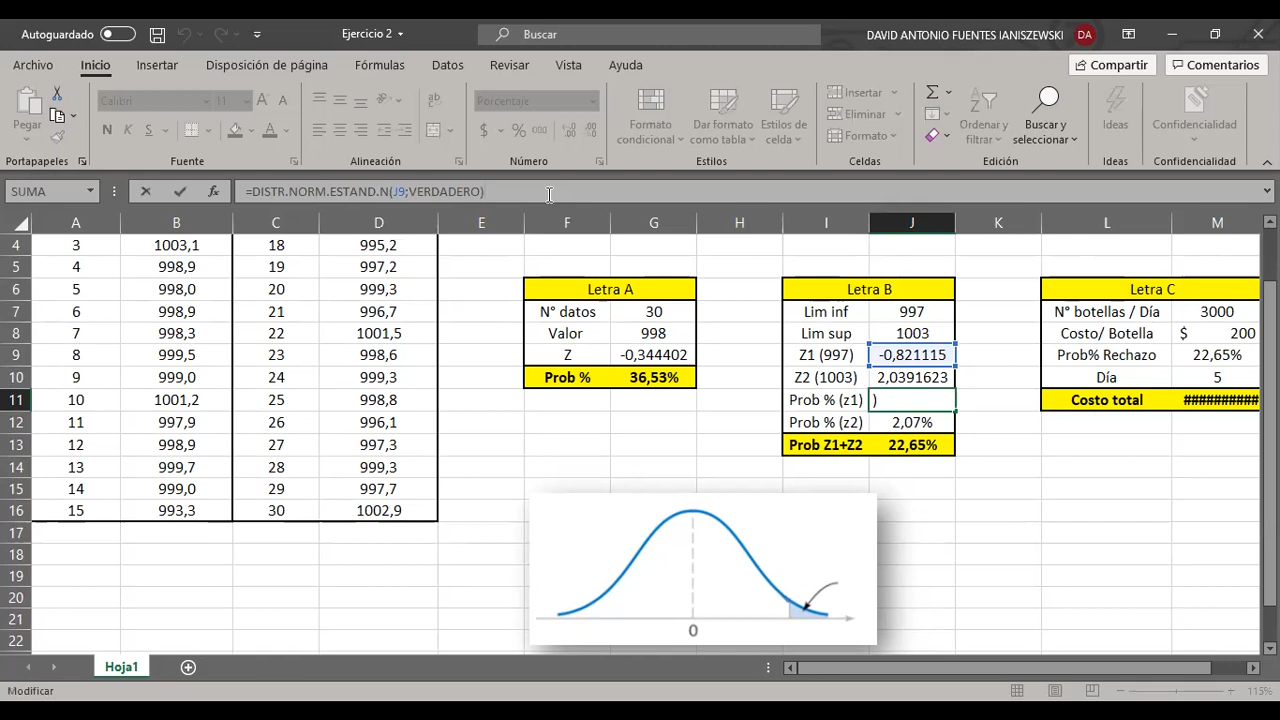 Autoguardado
Ejercicio 2
Buscar
DAVID ANTONIO FUENTES IANISZEWSKI
DA
Archivo Inicio Insertar Disposición de página Fórmulas Datos Revisar Vista Ayuda
Compartir Comentarios
Pegar
Calibri 11
N K S
ab
Porcentaje
$ % 000
Formato condicional
Dar formato como tabla
Estilos de celda
Insertar
Eliminar
Formato
Ordenar y filtrar
Buscar y seleccionar
Ideas
Confidencialidad
Portapapeles Fuente Alineación Número Estilos Edición Ideas Confidencialidad
SUMA fx =DISTR.NORM.ESTAND.N(J9;VERDADERO)
A B C D E F G H I J K L M
4 3 1003,1 18 995,2
5 4 998,9 19 997,2
6 5 998,0 20 999,3 Letra A Letra B Letra C
7 6 998,9 21 996,7 N° datos 30 Lim inf 997 N° botellas / Día 3000
8 7 998,3 22 1001,5 Valor 998 Lim sup 1003 Costo/ Botella $ 200
9 8 999,5 23 998,6 Z -0,344402 Z1 (997) -0,821115 Prob% Rechazo 22,65%
10 9 999,0 24 999,3 Prob % 36,53% Z2 (1003) 2,0391623 Día 5
11 10 1001,2 25 998,8 Prob % (z1) ) Costo total ##########
12 11 997,9 26 996,1 Prob % (z2) 2,07%
13 12 998,9 27 999,3 Prob Z1+Z2 22,65%
14 13 999,7 28 999,3
15 14 999,0 29 997,7
16 15 993,3 30 1002,9
17
18
19
20
21
22
0
Hoja1
Modificar
115%